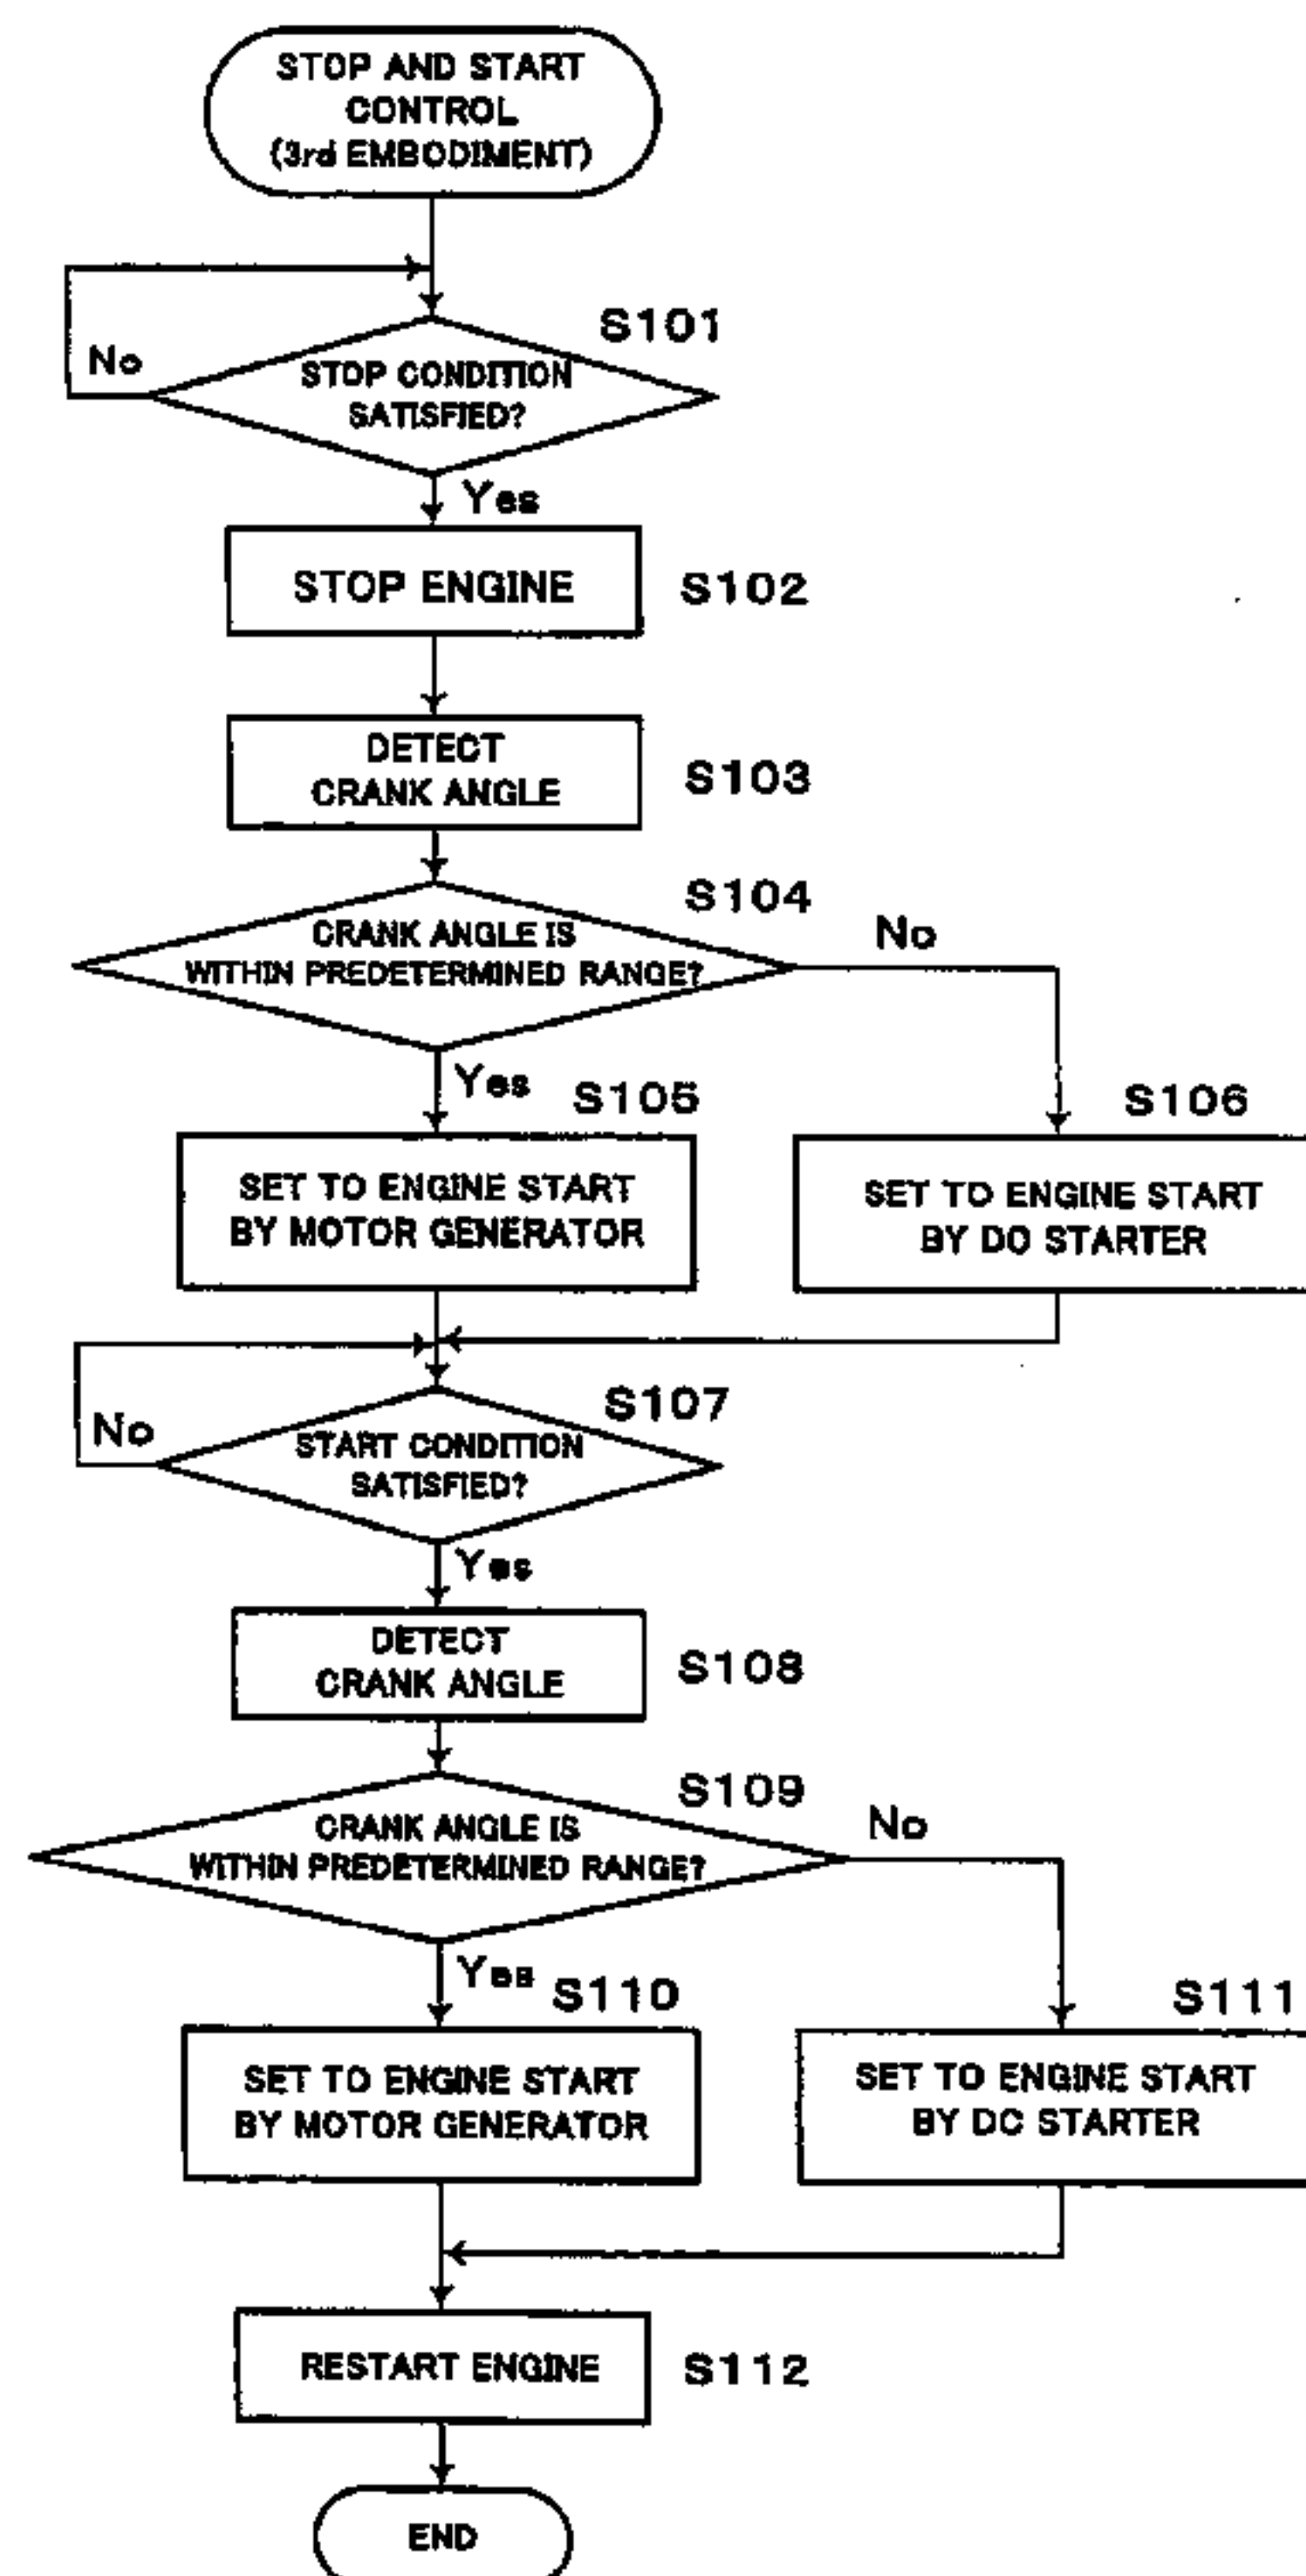 STOP AND START
CONTROL
(3rd EMBODIMENT)
S101
No
STOP CONDITION
SATISFIED?
Yes
STOP ENGINE
S102
DETECT
CRANK ANGLE
S103
S104
CRANK ANGLE IS
WITHIN PREDETERMINED RANGE?
No
Yes
S105
S106
SET TO ENGINE START
BY MOTOR GENERATOR
SET TO ENGINE START
BY DC STARTER
S107
No
START CONDITION
SATISFIED?
Yes
DETECT
CRANK ANGLE
S108
S109
CRANK ANGLE IS
WITHIN PREDETERMINED RANGE?
No
Yes
S110
S111
SET TO ENGINE START
BY MOTOR GENERATOR
SET TO ENGINE START
BY DC STARTER
RESTART ENGINE
S112
END